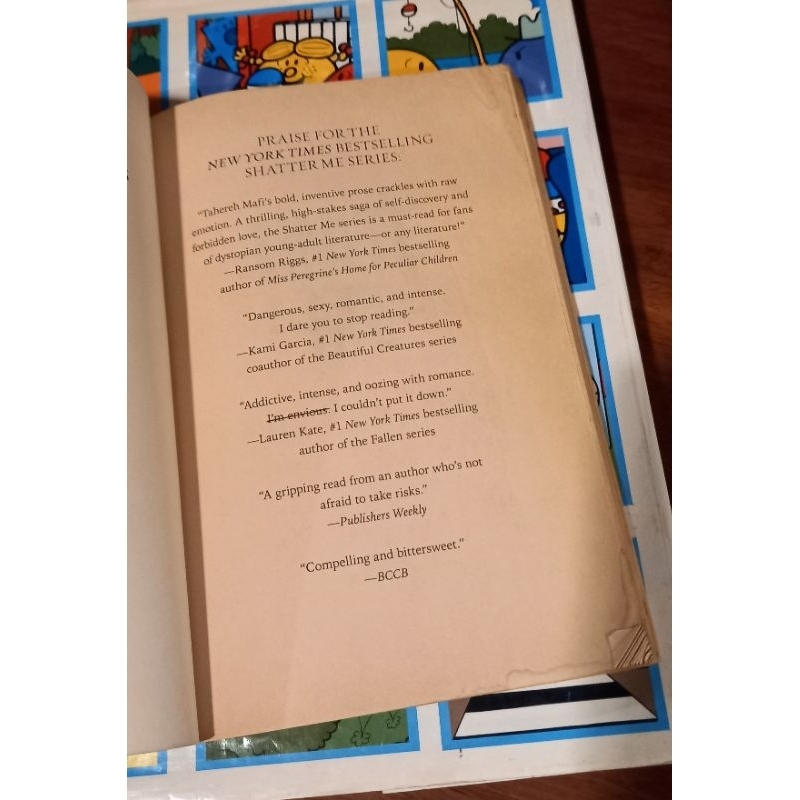 PRAISE FOR THE
NEW YORK TIMES BESTSELLING
SHATTER ME SERIES:
“Tahereh Mafi’s bold, inventive prose crackles with raw
emotion. A thrilling, high-stakes saga of self-discovery and
forbidden love, the Shatter Me series is a must-read for fans
of dystopian young-adult literature—or any literature!”
—Ransom Riggs, #1 New York Times bestselling
author of Miss Peregrine’s Home for Peculiar Children
“Dangerous, sexy, romantic, and intense.
I dare you to stop reading.”
—Kami Garcia, #1 New York Times bestselling
coauthor of the Beautiful Creatures series
“Addictive, intense, and oozing with romance.
I’m envious. I couldn’t put it down.”
—Lauren Kate, #1 New York Times bestselling
author of the Fallen series
“A gripping read from an author who’s not
afraid to take risks.”
—Publishers Weekly
“Compelling and bittersweet.”
—BCCB